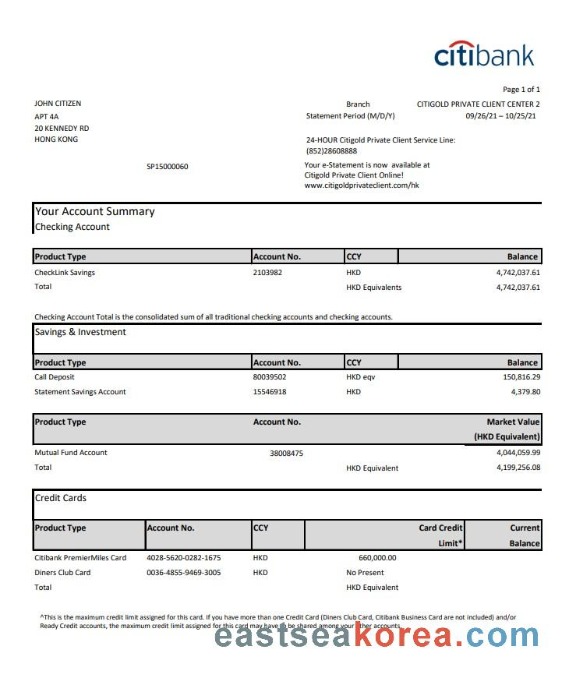 citibank
Page 1 of 1
JOHN CITIZEN Branch CITIGOLD PRIVATE CLIENT CENTER 2
APT 4A Statement Period (M/D/Y) 09/26/21 – 10/25/21
20 KENNEDY RD
HONG KONG 24-HOUR Citigold Private Client Service Line:
(852)28608888
SP15000060 Your e-Statement is now available at
Citigold Private Client Online!
www.citigoldprivateclient.com/hk
Your Account Summary
Checking Account
Product Type Account No. CCY Balance
CheckLink Savings 2103982 HKD 4,742,037.61
Total HKD Equivalents 4,742,037.61
Checking Account Total is the consolidated sum of all traditional checking accounts and checking accounts.
Savings & Investment
Product Type Account No. CCY Balance
Call Deposit 80039502 HKD eqv 150,816.29
Statement Savings Account 15546918 HKD 4,379.80
Product Type Account No. Market Value
(HKD Equivalent)
Mutual Fund Account 38008475 4,044,059.99
Total HKD Equivalent 4,199,256.08
Credit Cards
Product Type Account No. CCY Card Credit Current
Limit* Balance
Citibank PremierMiles Card 4028-5620-0282-1675 HKD 660,000.00
Diners Club Card 0036-4855-9469-3005 HKD No Present
Total HKD Equivalent
^This is the maximum credit limit assigned for this card. If you have more than one Credit Card (Diners Club Card, Citibank Business Card are not included) and/or
Ready Credit accounts, the maximum credit limit assigned for this card may have to be shared among your other accounts.
eastseakorea.com